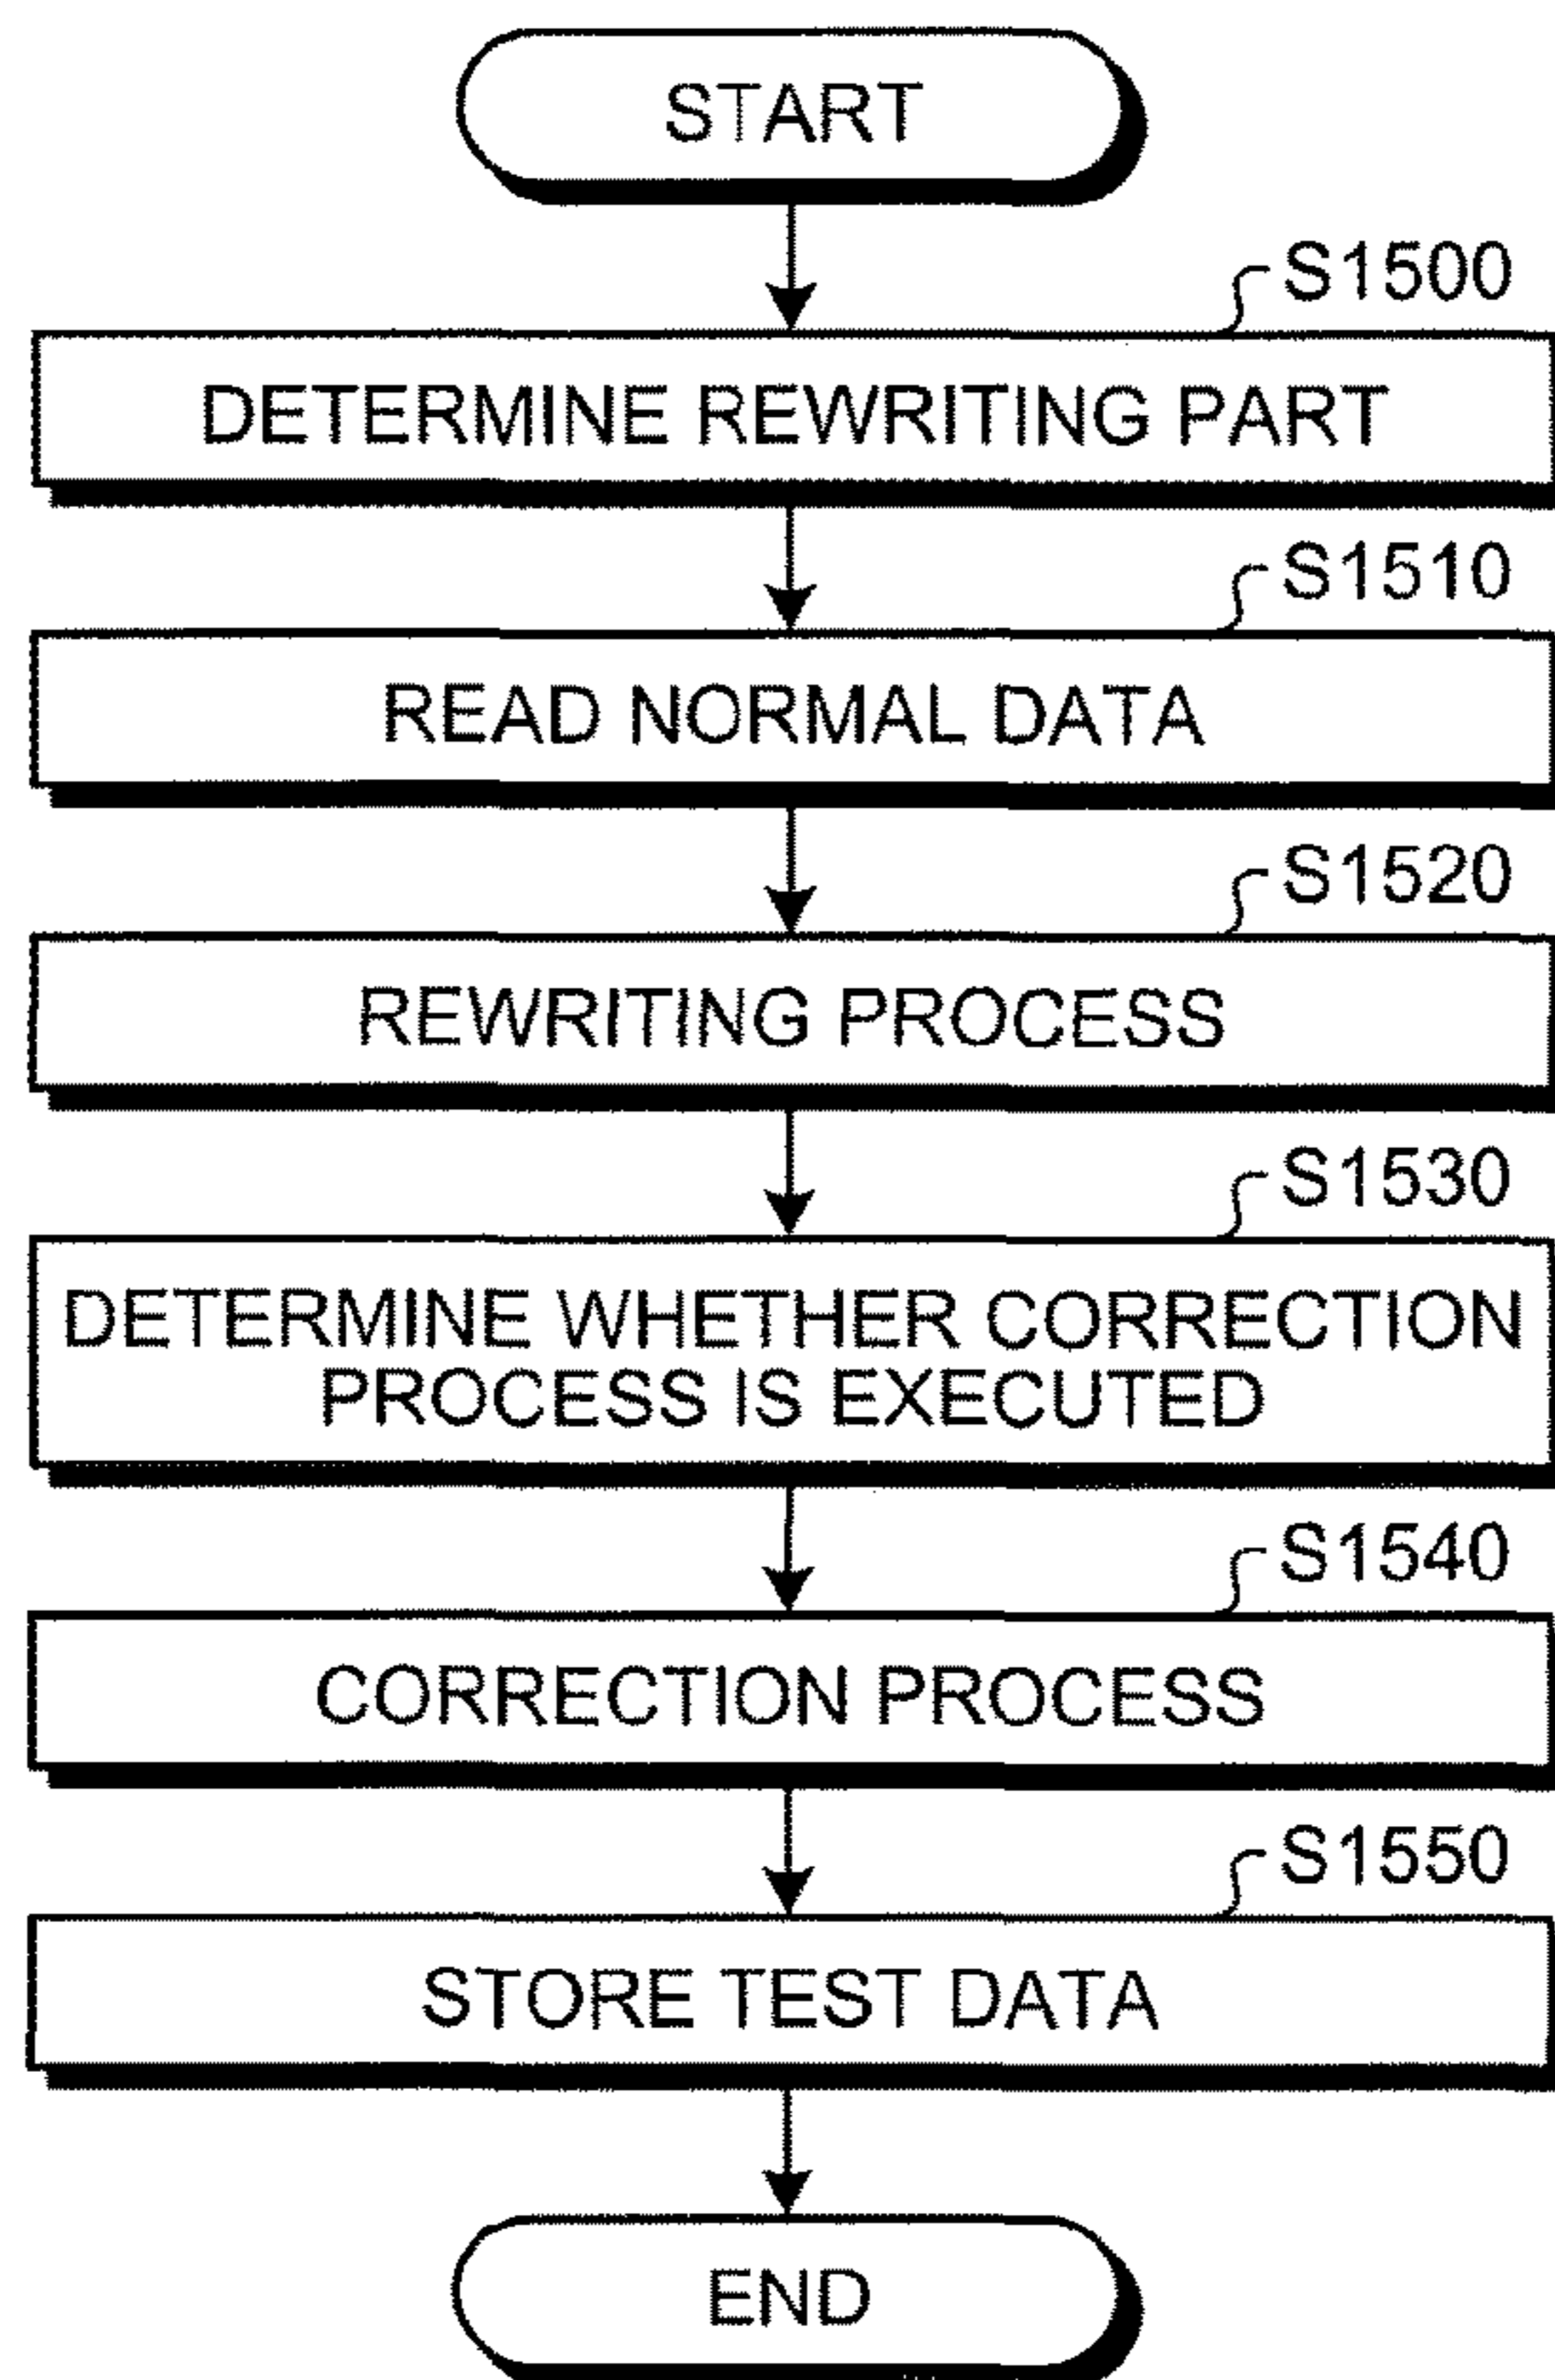 START
S1500
DETERMINE REWRITING PART
S1510
READ NORMAL DATA
S1520
REWRITING PROCESS
S1530
DETERMINE WHETHER CORRECTION
PROCESS IS EXECUTED
S1540
CORRECTION PROCESS
S1550
STORE TEST DATA
END